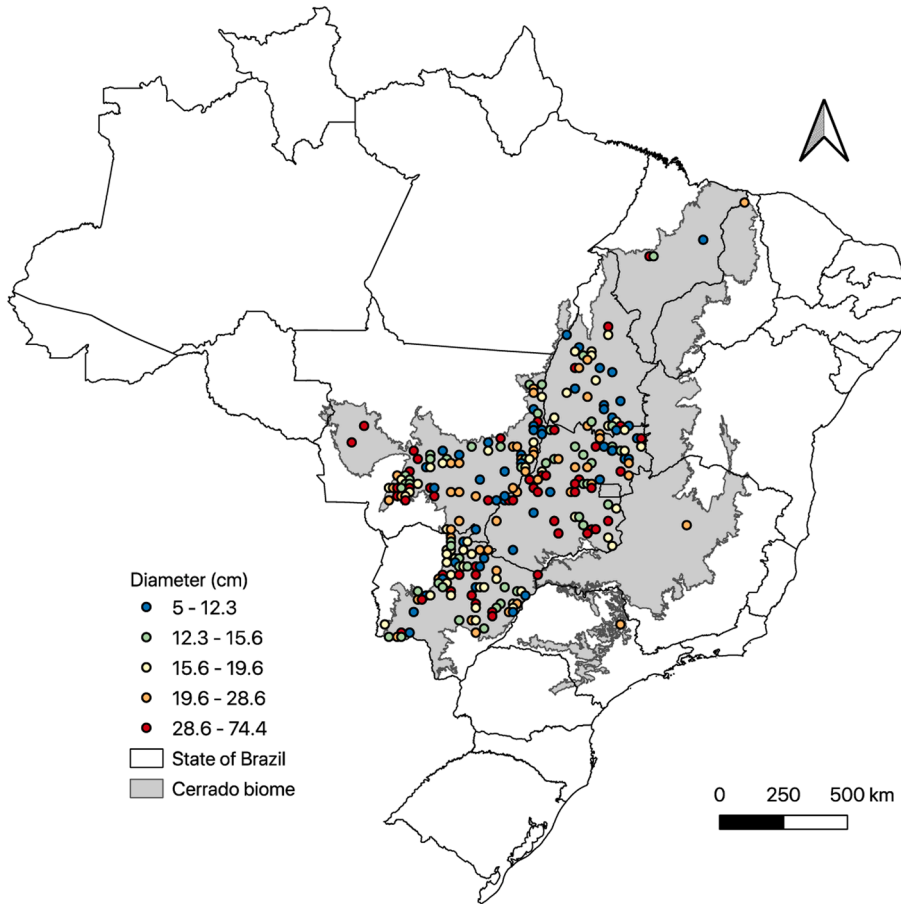 Diameter (cm)
5 - 12.3
12.3 - 15.6
15.6 - 19.6
19.6 - 28.6
28.6 - 74.4
State of Brazil
Cerrado biome
0 250 500 km